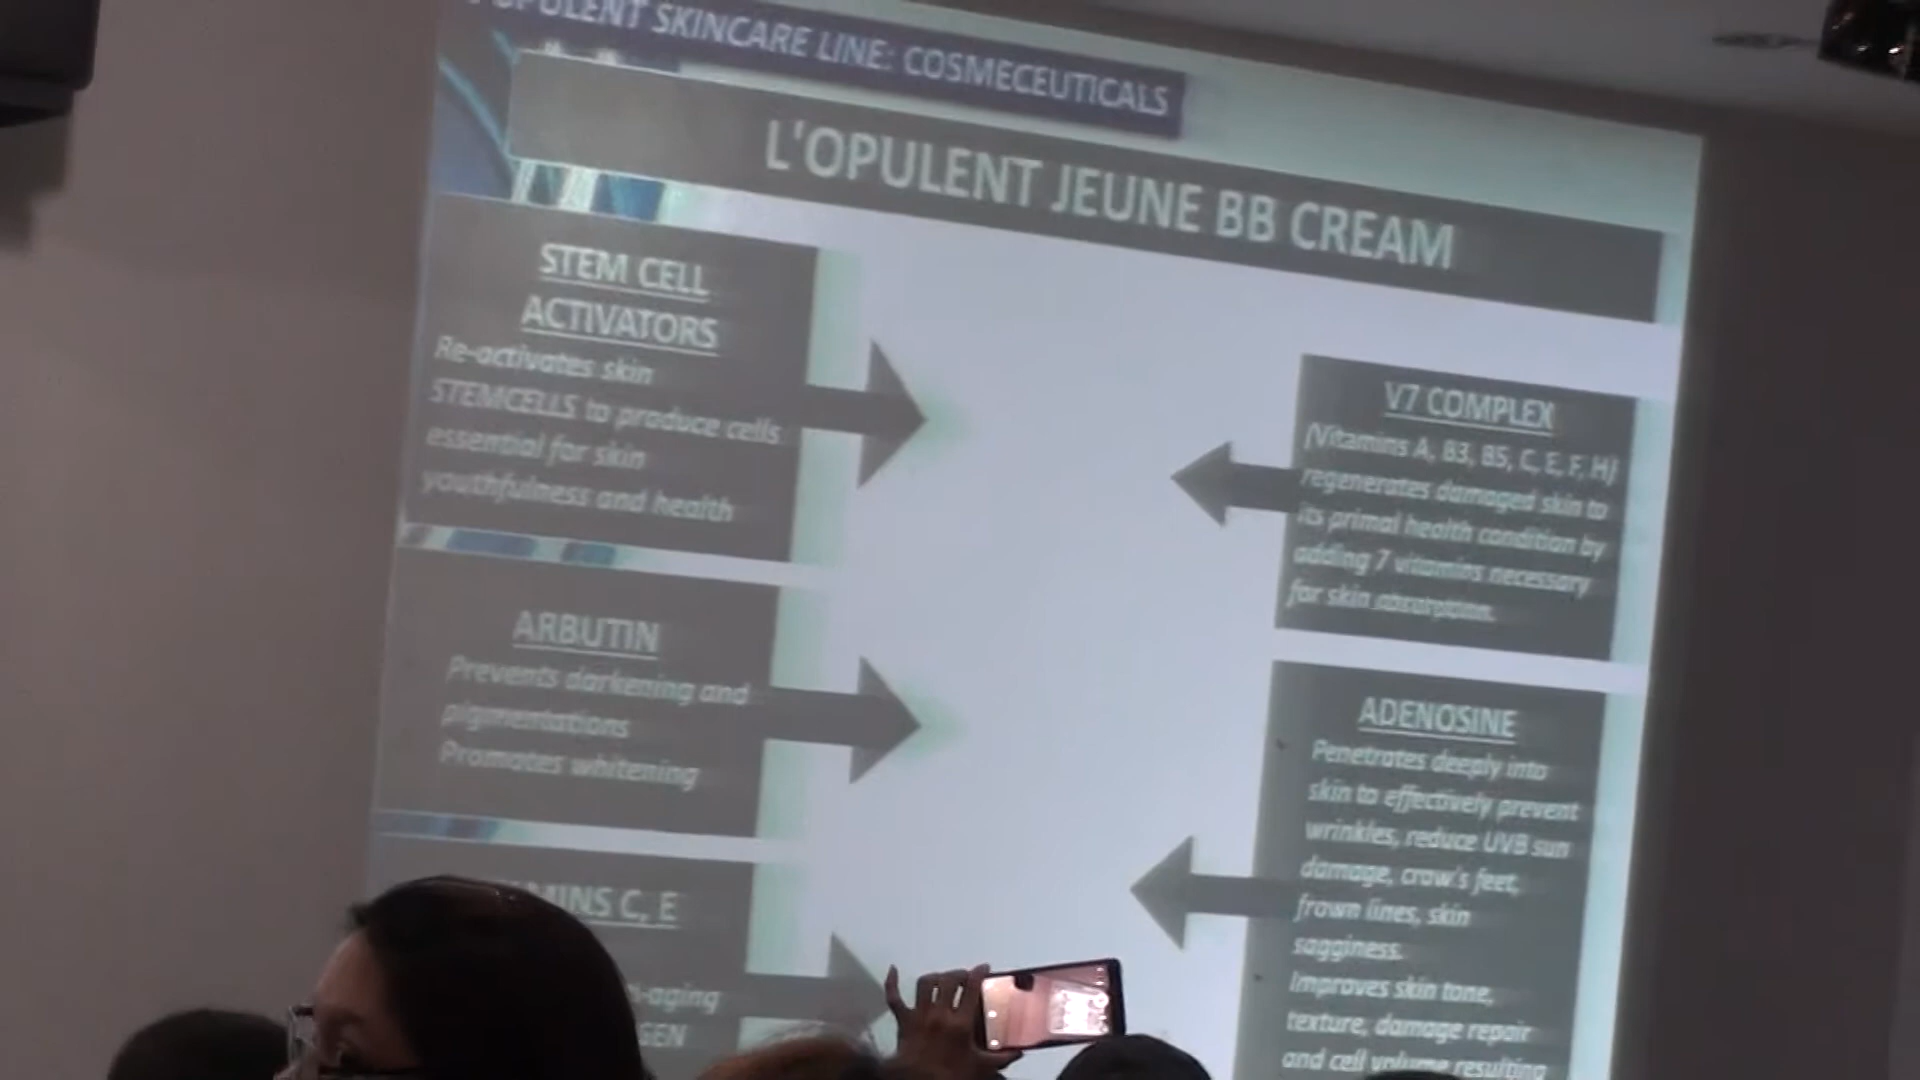 OPULENT SKINCARE LINE: COSMECEUTICALS
L'OPULENT JEUNE BB CREAM
STEM CELL
ACTIVATORS
Re-activates skin
STEMCELLS to produce cells
essential for skin
youthfulness and health
ARBUTIN
Prevents darkening and
pigmentations
Promotes whitening
C, E
V7 COMPLEX
(Vitamins A, B3, B5, C, E, F, H)
regenerates damaged skin to
its primal health condition by
adding 7 vitamins necessary
for skin absorption.
ADENOSINE
Penetrates deeply into
skin to effectively prevent
wrinkles, reduce UVB sun
damage, crow's feet,
frown lines, skin
sagginess.
Improves skin tone,
texture, damage repair
and cell volume resulting